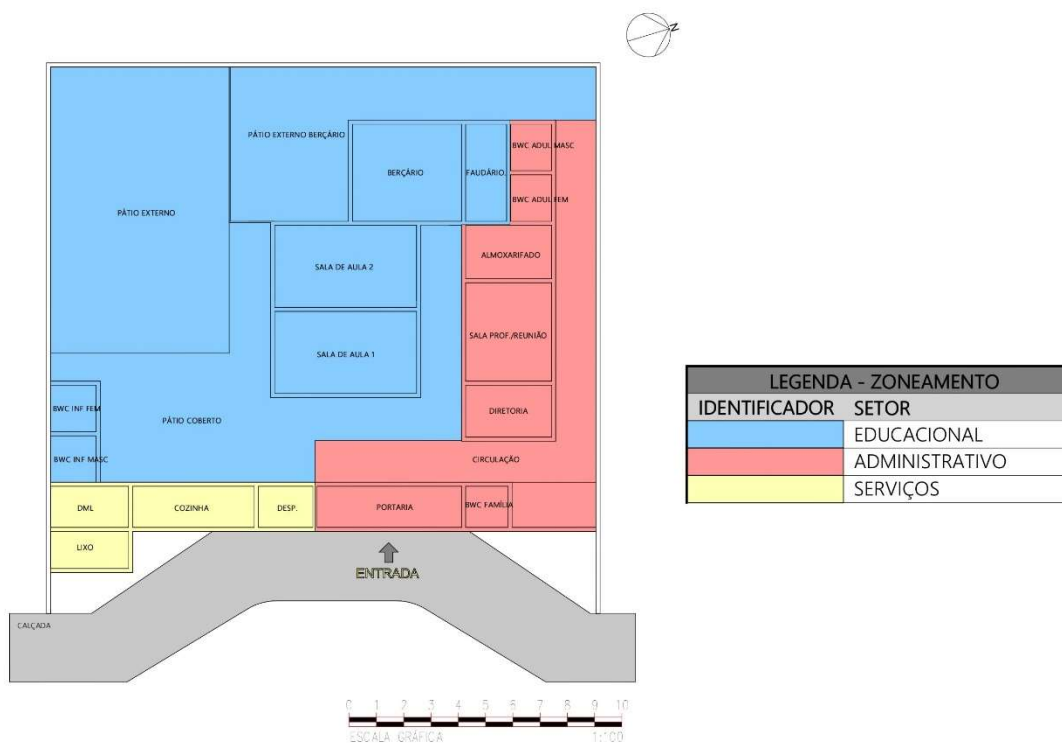 N
PÁTIO EXTERNO BERÇÁRIO
BERÇÁRIO
FAUDÁRIO.
BWC ADUL MASC
BWC ADUL FEM
PÁTIO EXTERNO
SALA DE AULA 2
ALMOXARIFADO
SALA PROF./REUNIÃO
SALA DE AULA 1
DIRETORIA
BWC INF FEM
PÁTIO COBERTO
BWC INF MASC
CIRCULAÇÃO
DML
COZINHA
DESP.
PORTARIA
BWC FAMÍLIA
LIXO
ENTRADA
CALÇADA
LEGENDA - ZONEAMENTO
IDENTIFICADOR SETOR
EDUCACIONAL
ADMINISTRATIVO
SERVIÇOS
0 1 2 3 4 5 6 7 8 9 10
ESCALA GRÁFICA 1:100